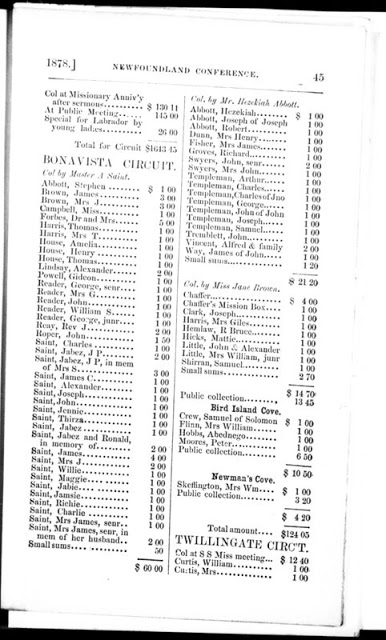 1878.] NEWFOUNDLAND CONFERENCE. 45
Col at Missionary Anniv'y
after sermons.......... $ 130 11
At Public Meeting...... 145 00
Special for Labrador by
young ladies.......... 26 00
Total for Circuit $1643 45
BONAVISTA CIRCUIT.
Col by Master A Saint.
Abbott, Stephen ....... $ 1 00
Brown, James........... 3 00
Brown, Mrs J........... 3 00
Campbell, Miss......... 1 00
Forbes, Dr and Mrs..... 5 00
Harris, Thomas......... 1 00
Harris, Mrs T.......... 1 00
House, Amelia.......... 1 00
House, Henry .......... 1 00
House, Thomas.......... 1 00
Lindsay, Alexander..... 2 00
Powell, Gideon......... 1 00
Reader, George, senr... 1 00
Reader, Mrs G.......... 1 00
Reader, John........... 1 00
Reader, William S...... 1 00
Reader, George, junr... 1 00
Reay, Rev J............ 2 00
Roper, John............ 1 50
Saint, Charles ........ 1 00
Saint, Jabez, J P...... 2 00
Saint, Jabez, J P, in mem
of Mrs S............. 3 00
Saint, James C......... 1 00
Saint, Alexander....... 1 00
Saint, Joseph.......... 1 00
Saint, John............ 1 00
Saint, Jennie.......... 1 00
Saint, Thirza.......... 1 00
Saint, Jabez .......... 1 00
Saint, Jabez and Ronald,
in memory of......... 2 00
Saint, James........... 4 00
Saint, Mrs J........... 2 00
Saint, Willie.......... 1 00
Saint, Maggie.......... 1 00
Saint, Jabie........... 1 00
Saint, Jamsie.......... 1 00
Saint, Richie.......... 1 00
Saint, Charlie ........ 1 00
Saint, Mrs James, senr.. 1 00
Saint, Mrs James, senr, in
mem of her husband.. 2 00
Small sums............. 50
$ 60 00
Col. by Mr. Hezekiah Abbott.
Abbott, Hezekiah....... $ 1 00
Abbott, Joseph of Joseph 1 00
Abbott, Robert......... 1 00
Dunn, Mrs Henry........ 1 00
Fisher, Mrs James...... 1 00
Groves, Richard........ 1 00
Swyers, John, senr..... 2 00
Swyers, Mrs John....... 1 00
Templeman, Arthur...... 1 00
Templeman, Charles..... 1 00
Templeman, Charles of Jno 1 00
Templeman, George...... 1 00
Templeman, John of John 1 00
Templeman, Joseph...... 1 00
Templeman, Samuel...... 1 00
Tremblett, John........ 1 00
Vincent, Alfred & family 2 00
Way, James of John..... 1 00
Small sums............. 1 20
$ 21 20
Col. by Miss Jane Brown.
Chaffer................ $ 4 00
Chaffer's Mission Box.... 1 00
Clark, Joseph.......... 1 00
Harris, Mrs Giles...... 1 00
Henlaw, R Bruce........ 1 00
Hicks, Mattie.......... 1 00
Little, John & Alexander 1 00
Little, Mrs William, junr 1 00
Shirran, Samuel........ 1 00
Small sums............. 2 70
$ 14 70
Public collection...... 13 45
Bird Island Cove.
Crew, Samuel of Solomon $ 1 00
Flinn, Mrs William..... 1 00
Hobbs, Abednego........ 1 00
Moores, Peter.......... 1 00
Public collection...... 6 50
$ 10 50
Newman's Cove.
Skeffington, Mrs Wm.... $ 1 00
Public collection...... 3 20
$ 4 20
Total amount.... $124 05
TWILLINGATE CIRC'T.
Col at S S Miss meeting... $ 12 40
Curtis, William........ 1 00
Curtis, Mrs............ 1 00